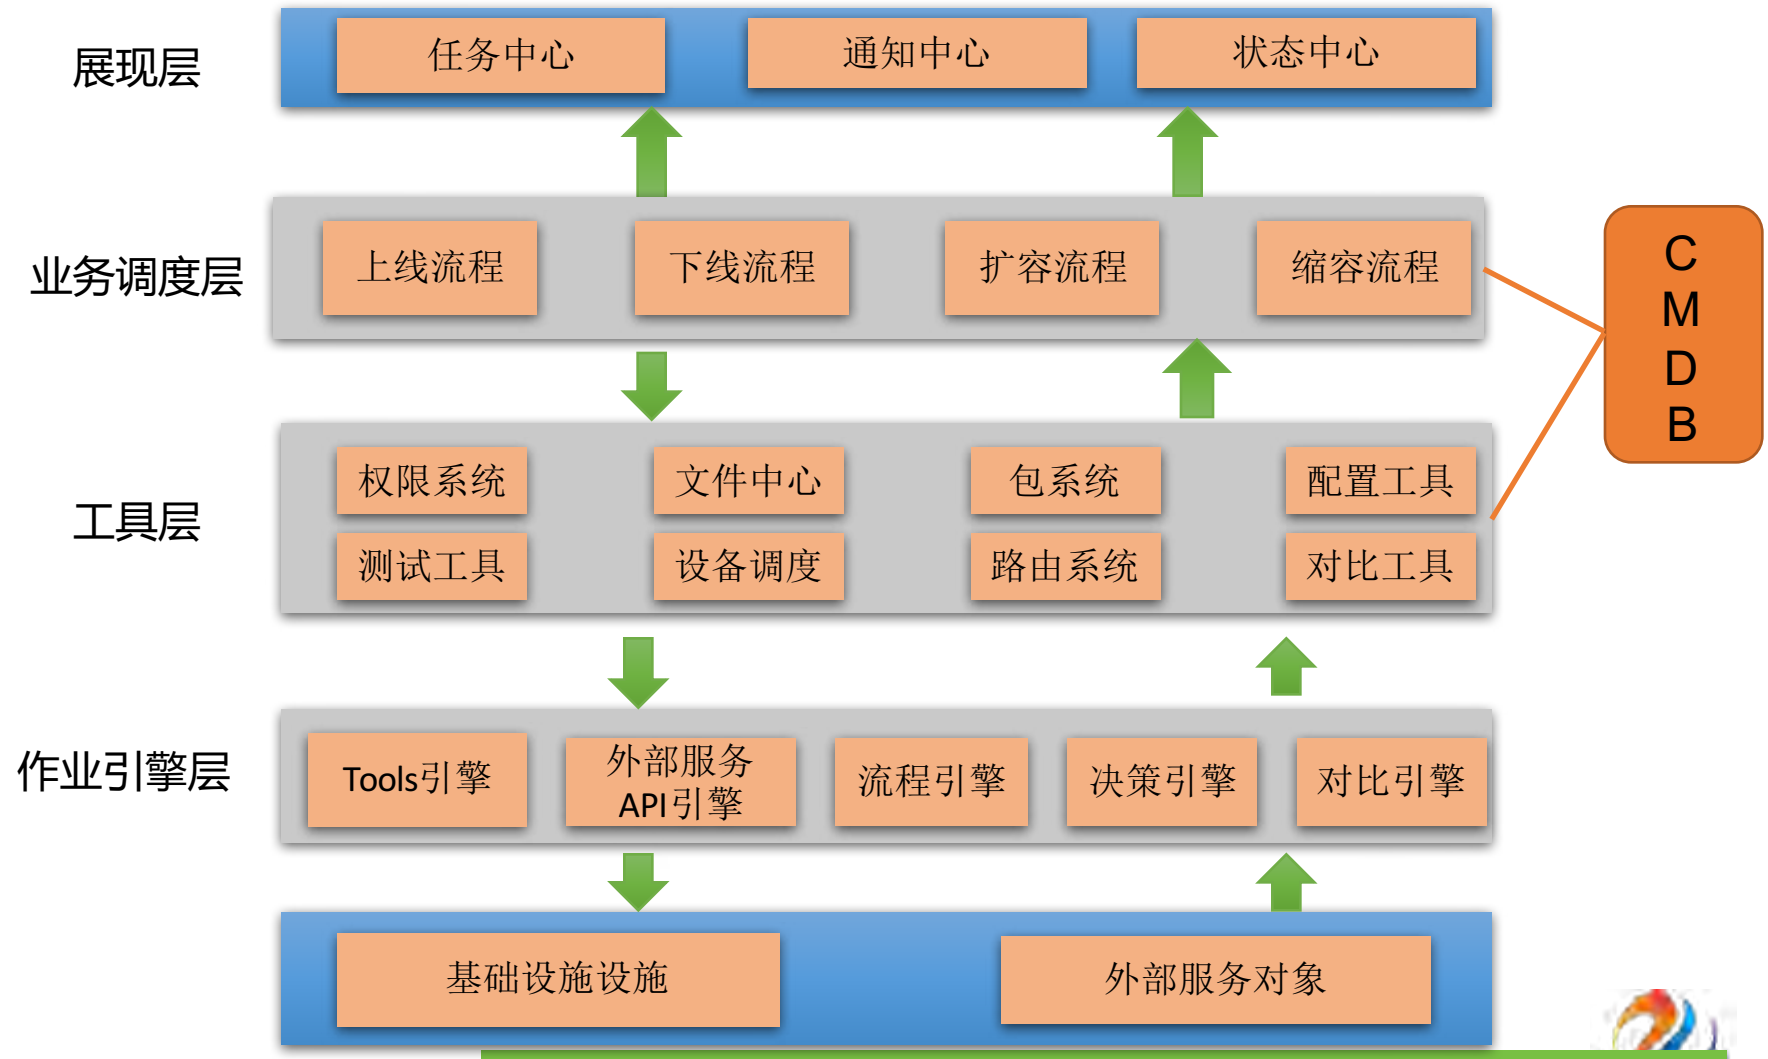 展现层
任务中心
通知中心
状态中心
业务调度层
上线流程
下线流程
扩容流程
缩容流程
C
M
D
B
工具层
权限系统
文件中心
包系统
配置工具
测试工具
设备调度
路由系统
对比工具
作业引擎层
Tools引擎
外部服务
API引擎
流程引擎
决策引擎
对比引擎
基础设施设施
外部服务对象